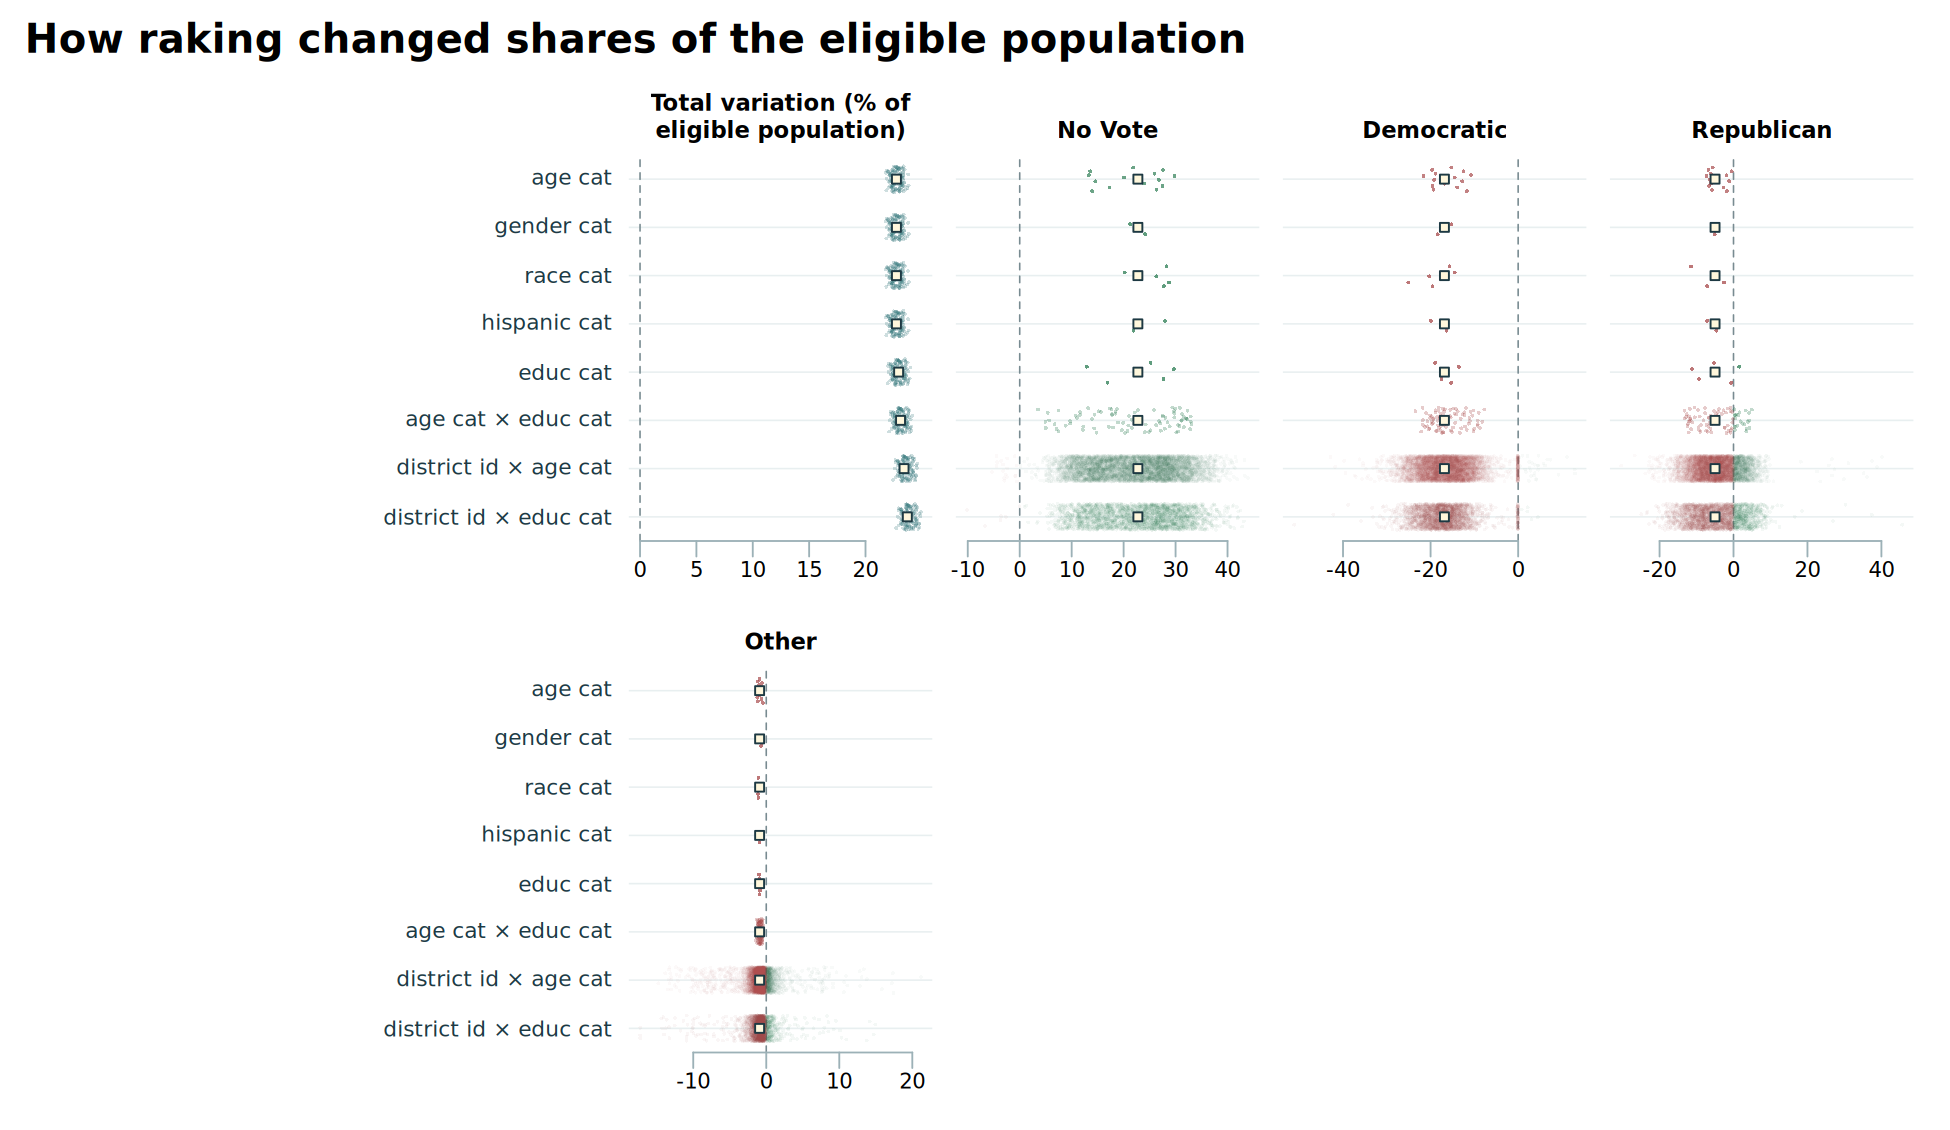 How raking changed shares of the eligible population
Total variation (% of
eligible population)
No Vote
Democratic
Republican
age cat
gender cat
race cat
hispanic cat
educ cat
age cat × educ cat
district id × age cat
district id × educ cat
0 5 10 15 20
-10 0 10 20 30 40
-40 -20 0
-20 0 20 40
Other
age cat
gender cat
race cat
hispanic cat
educ cat
age cat × educ cat
district id × age cat
district id × educ cat
-10 0 10 20